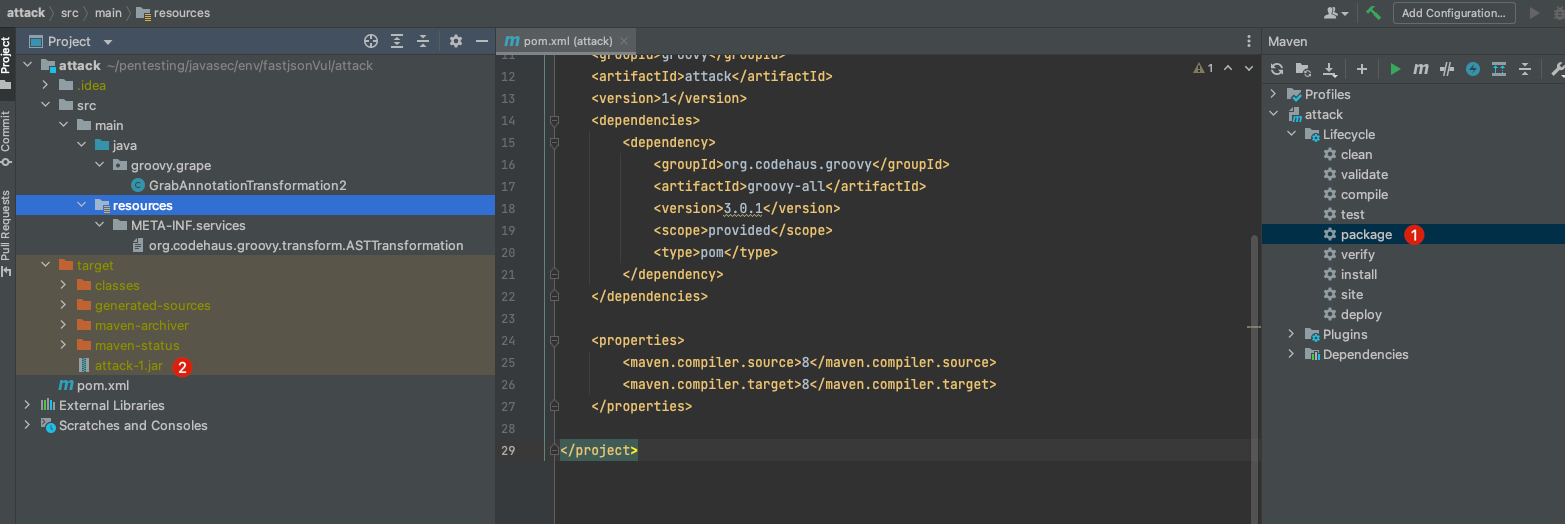 attack
src
main
resources
Add Configuration...
Project
Commit
Pull Requests
Project
attack ~/pentesting/javasec/env/fastjsonVul/attack
.idea
src
main
java
groovy.grape
GrabAnnotationTransformation2
resources
META-INF.services
org.codehaus.groovy.transform.ASTTransformation
target
classes
generated-sources
maven-archiver
maven-status
attack-1.jar 2
pom.xml
External Libraries
Scratches and Consoles
pom.xml (attack)
1
11 <groupId>groovy</groupId>
12 <artifactId>attack</artifactId>
13 <version>1</version>
14 <dependencies>
15 <dependency>
16 <groupId>org.codehaus.groovy</groupId>
17 <artifactId>groovy-all</artifactId>
18 <version>3.0.1</version>
19 <scope>provided</scope>
20 <type>pom</type>
21 </dependency>
22 </dependencies>
23
24 <properties>
25 <maven.compiler.source>8</maven.compiler.source>
26 <maven.compiler.target>8</maven.compiler.target>
27 </properties>
28
29 </project>
Maven
Profiles
attack
Lifecycle
clean
validate
compile
test
package 1
verify
install
site
deploy
Plugins
Dependencies